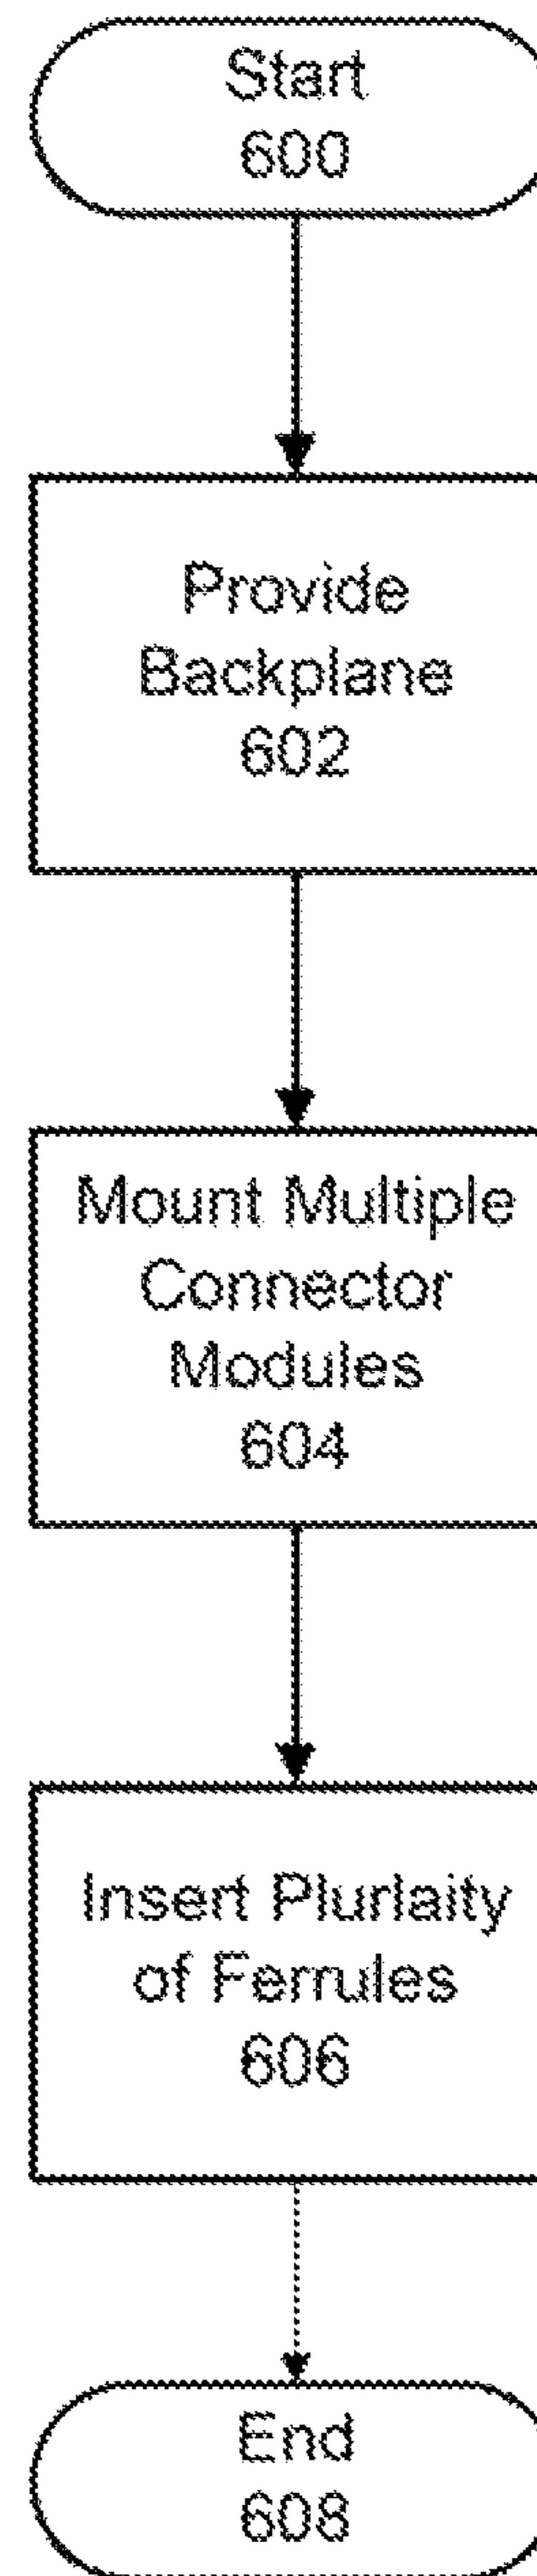 Start
600
Provide
Backplane
602
Mount Multiple
Connector
Modules
604
Insert Plurlaity
of Ferrules
606
End
608